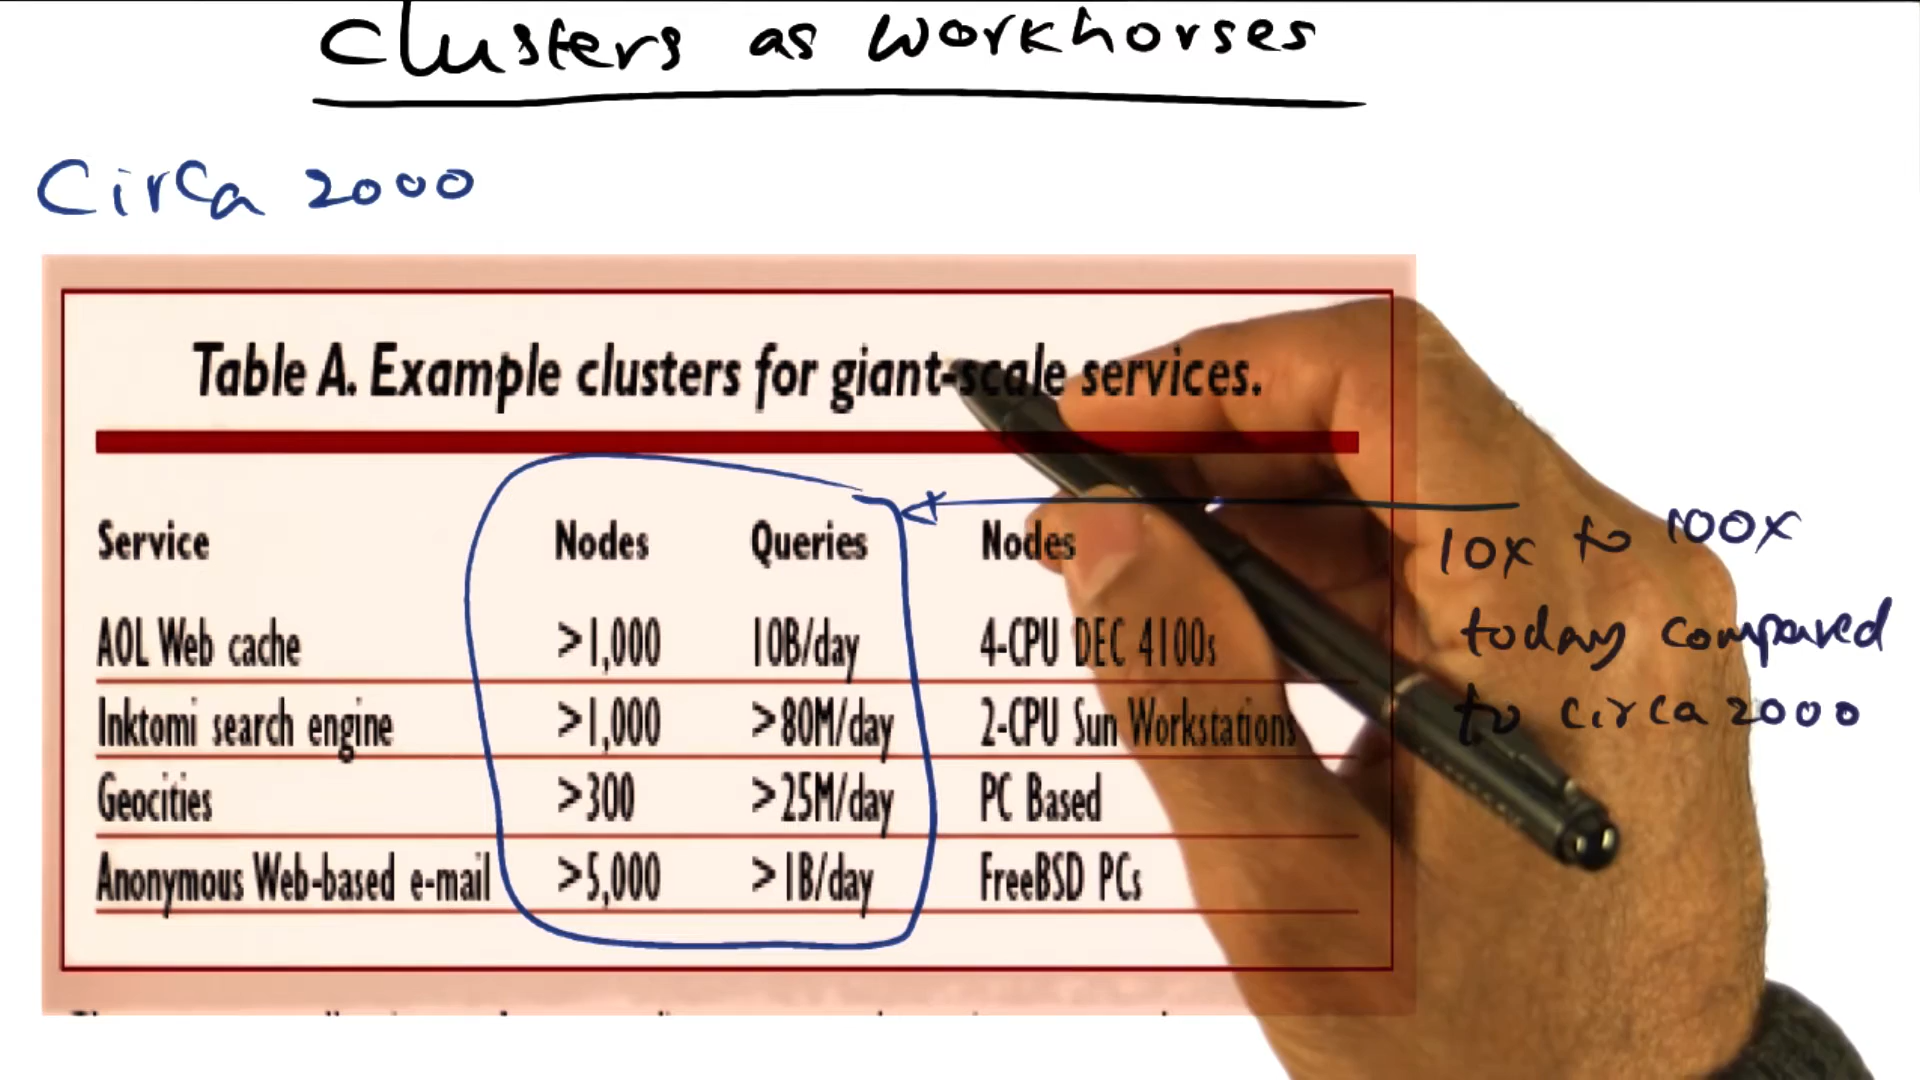 Clusters as workhorses
Circa 2000
Table A. Example clusters for giant-scale services.
Service Nodes Queries Nodes
10x to 100x
AOL Web cache >1,000 10B/day 4-CPU DEC 4100s
today compared
Inktomi search engine >1,000 >80M/day 2-CPU Sun Workstations
to circa 2000
Geocities >300 >25M/day PC Based
Anonymous Web-based e-mail >5,000 >1B/day FreeBSD PCs